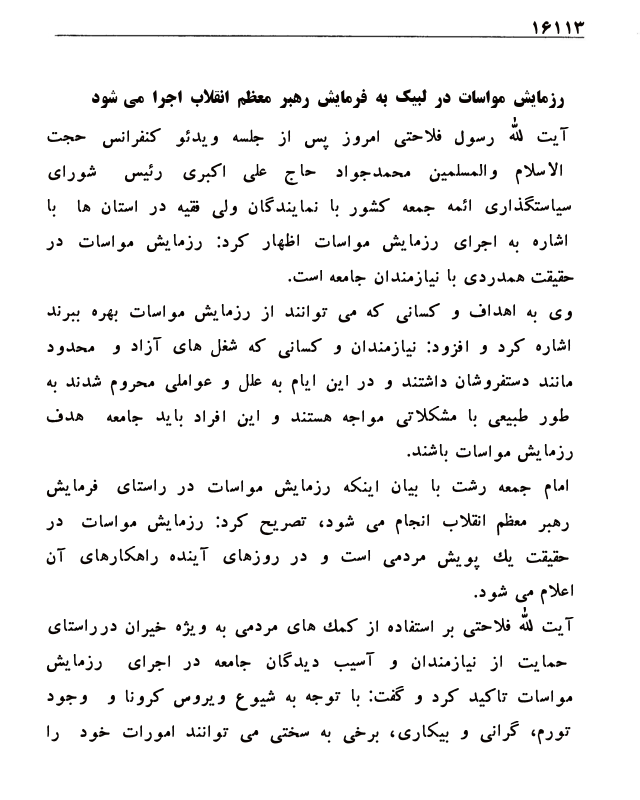 ۱۶۱۱۳
رزمایش مواسات در لبیک به فرمایش رهبر معظم انقلاب اجرا می شود
آیت الله رسول فلاحتی امروز پس از جلسه ویدئو کنفرانس حجت
الاسلام والمسلمین محمدجواد حاج علی اکبری رئیس شورای
سیاستگذاری ائمه جمعه کشور با نمایندگان ولی فقیه در استان ها با
اشاره به اجرای رزمایش مواسات اظهار کرد: رزمایش مواسات در
حقیقت همدردی با نیازمندان جامعه است.
وی به اهداف و کسانی که می توانند از رزمایش مواسات بهره ببرند
اشاره کرد و افزود: نیازمندان و کسانی که شغل های آزاد و محدود
مانند دستفروشان داشتند و در این ایام به علل و عواملی محروم شدند به
طور طبیعی با مشکلاتی مواجه هستند و این افراد باید جامعه هدف
رزمایش مواسات باشند.
امام جمعه رشت با بیان اینکه رزمایش مواسات در راستای فرمایش
رهبر معظم انقلاب انجام می شود، تصریح کرد: رزمایش مواسات در
حقیقت یك پویش مردمی است و در روزهای آینده راهکارهای آن
اعلام می شود.
آیت الله فلاحتی بر استفاده از کمك های مردمی به ویژه خیران در راستای
حمایت از نیازمندان و آسیب دیدگان جامعه در اجرای رزمایش
مواسات تاکید کرد و گفت: با توجه به شیوع ویروس کرونا و وجود
تورم، گرانی و بیکاری، برخی به سختی می توانند امورات خود را